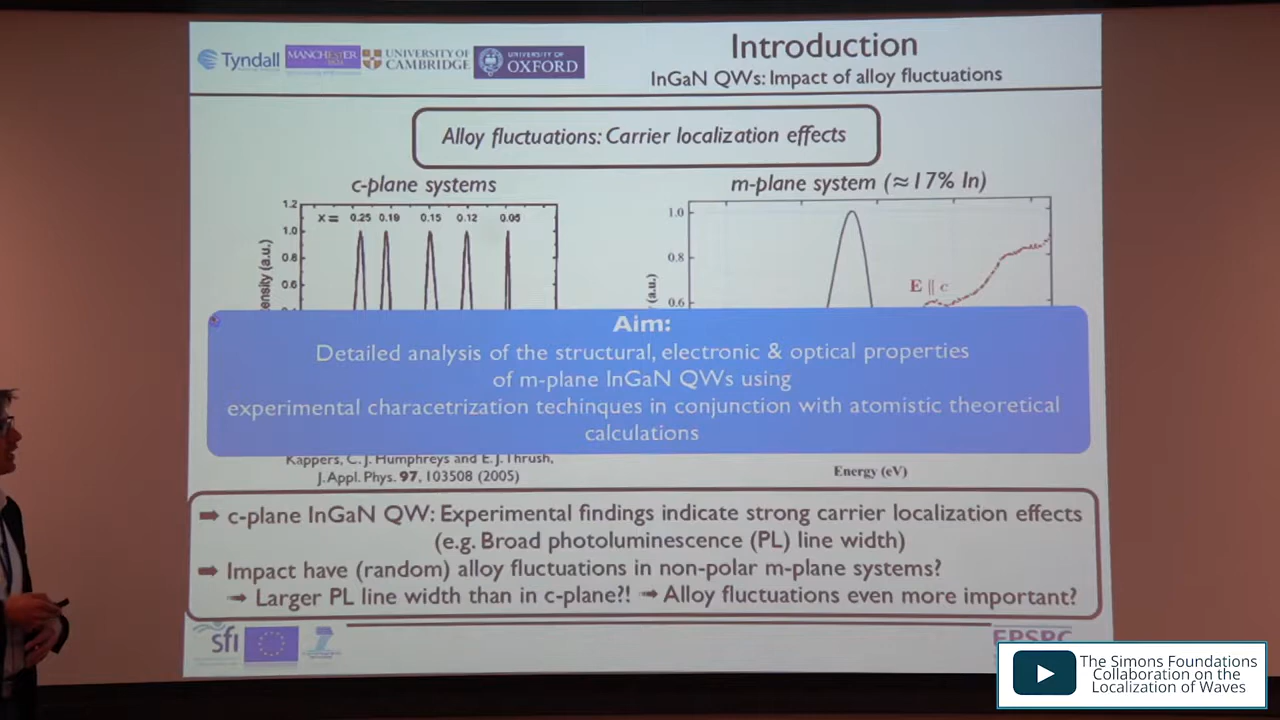 Tyndall
MANCHESTER
1824
UNIVERSITY OF
CAMBRIDGE
UNIVERSITY OF
OXFORD
Introduction
InGaN QWs: Impact of alloy fluctuations
Alloy fluctuations: Carrier localization effects
c-plane systems
m-plane system (≈17% In)
1.2
1.0
0.8
0.6
X = 0.25 0.19 0.15 0.12 0.06
tensity (a.u.)
1.0
0.8
0.6
(a.u.)
E || c
Aim:
Detailed analysis of the structural, electronic & optical properties
of m-plane InGaN QWs using
experimental characetrization techinques in conjunction with atomistic theoretical
calculations
Kappers, C. J. Humphreys and E. J. Thrush,
J. Appl. Phys. 97, 103508 (2005)
Energy (eV)
➡ c-plane InGaN QW: Experimental findings indicate strong carrier localization effects
(e.g. Broad photoluminescence (PL) line width)
➡ Impact have (random) alloy fluctuations in non-polar m-plane systems?
➡ Larger PL line width than in c-plane?! ➡ Alloy fluctuations even more important?
sfi
EPSRC
The Simons Foundations
Collaboration on the
Localization of Waves